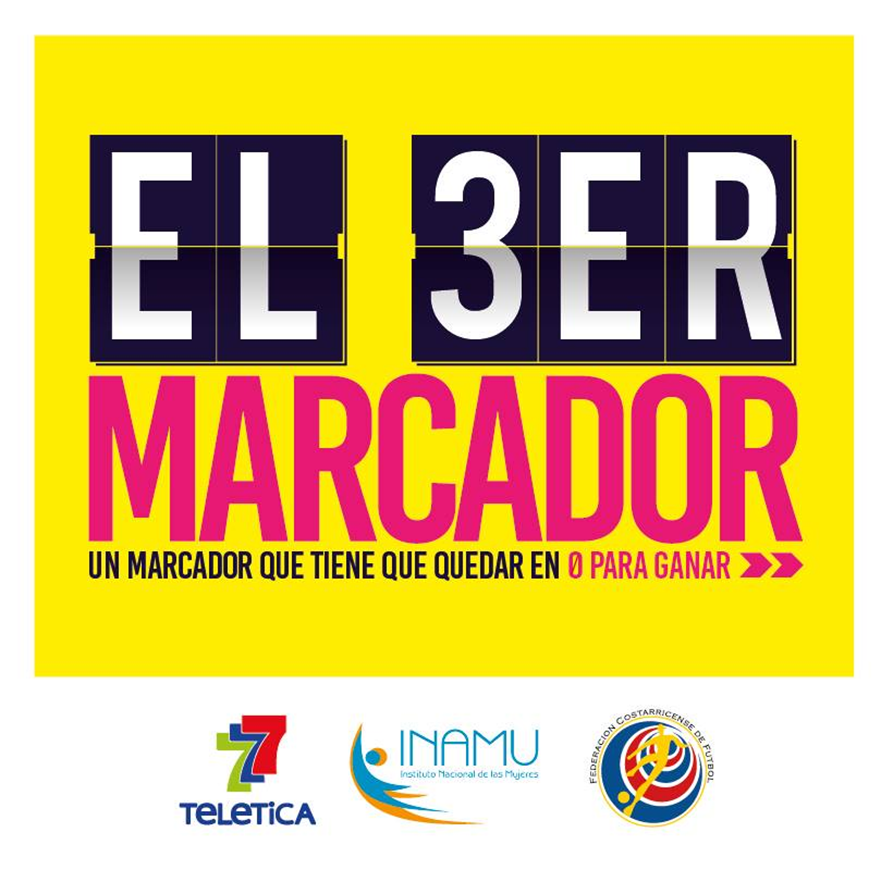 EL 3ER
MARCADOR
UN MARCADOR QUE TIENE QUE QUEDAR EN 0 PARA GANAR
7
TELETICA
INAMU
Instituto Nacional de las Mujeres
FEDERACION COSTARRICENSE DE FUTBOL